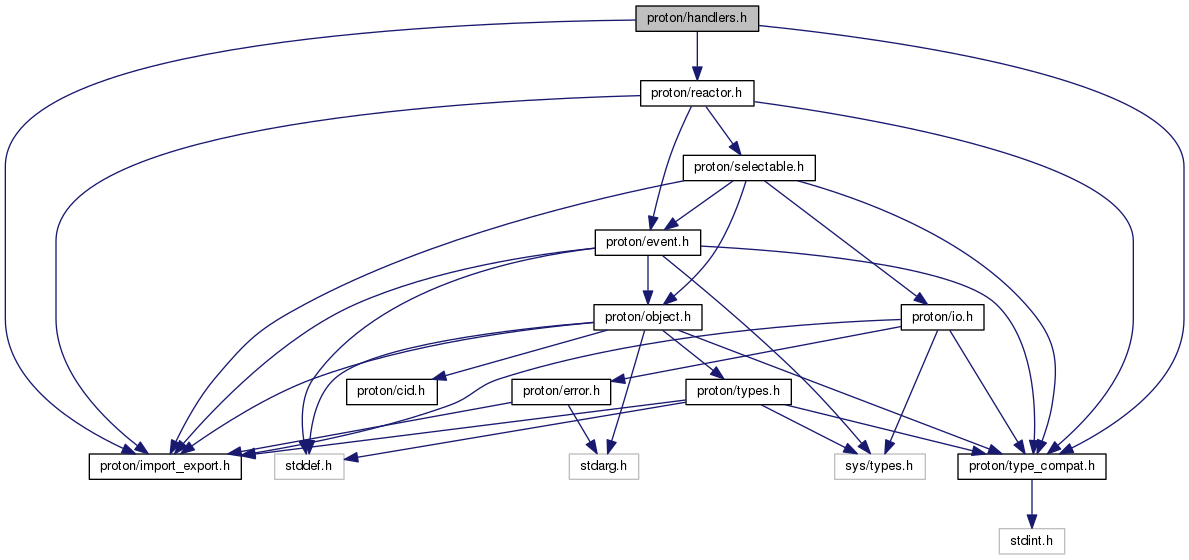 proton/handlers.h
proton/reactor.h
proton/selectable.h
proton/event.h
proton/object.h
proton/io.h
proton/cid.h
proton/error.h
proton/types.h
proton/import_export.h
stddef.h
stdarg.h
sys/types.h
proton/type_compat.h
stdint.h